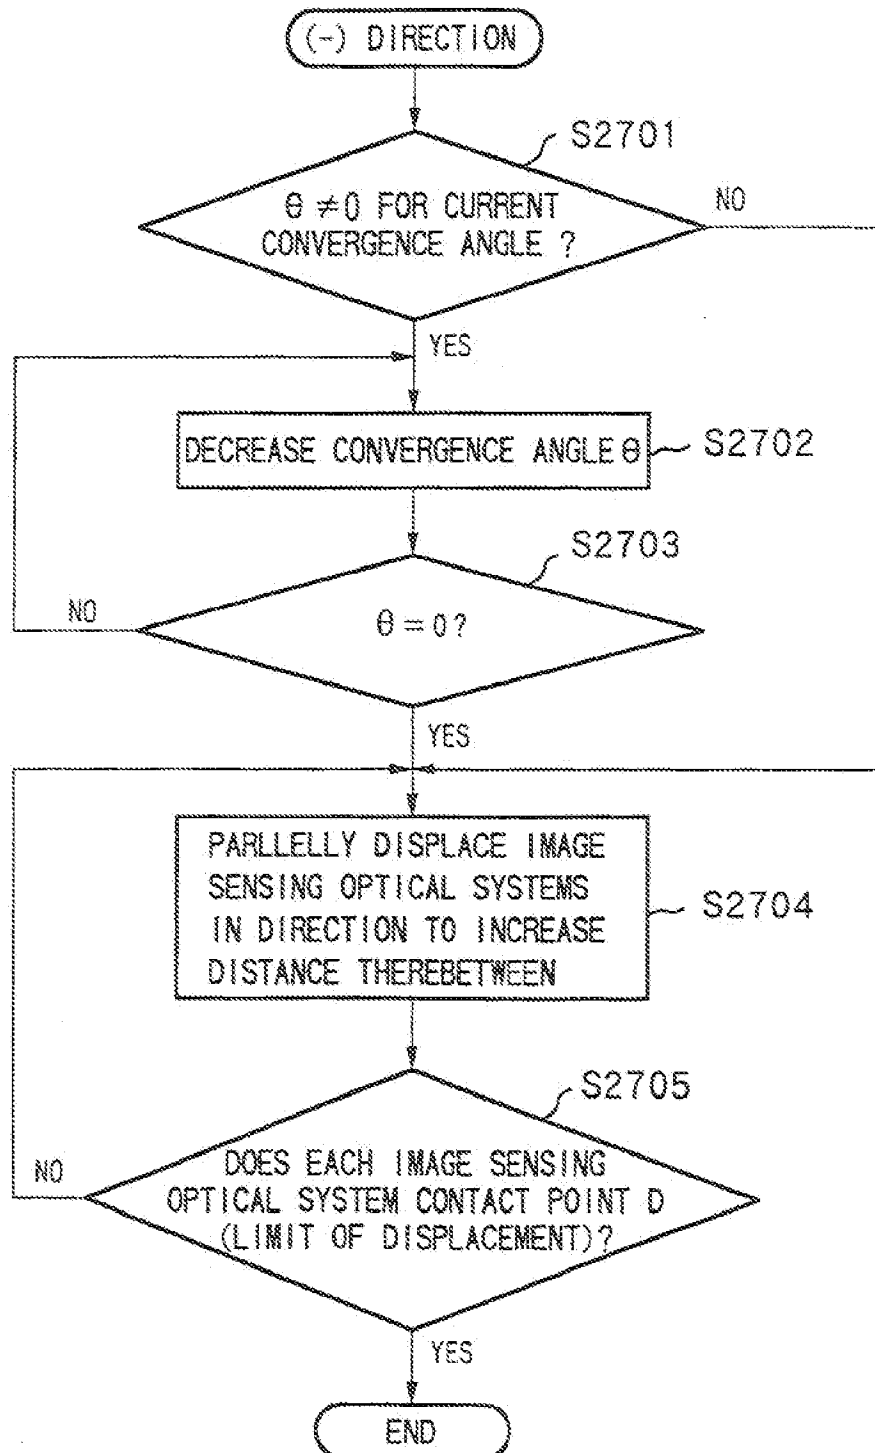 (-) DIRECTION
S2701
θ ≠0 FOR CURRENT
CONVERGENCE ANGLE ?
NO
YES
DECREASE CONVERGENCE ANGLE θ
S2702
S2703
θ = 0 ?
NO
YES
PARLLELLY DISPLACE IMAGE
SENSING OPTICAL SYSTEMS
IN DIRECTION TO INCREASE
DISTANCE THEREBETWEEN
S2704
S2705
DOES EACH IMAGE SENSING
OPTICAL SYSTEM CONTACT POINT D
(LIMIT OF DISPLACEMENT)?
NO
YES
END